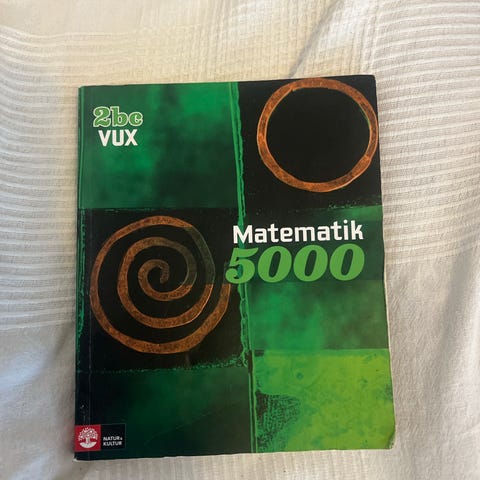 2bc
VUX
Matematik
5000
NATUR &
KULTUR